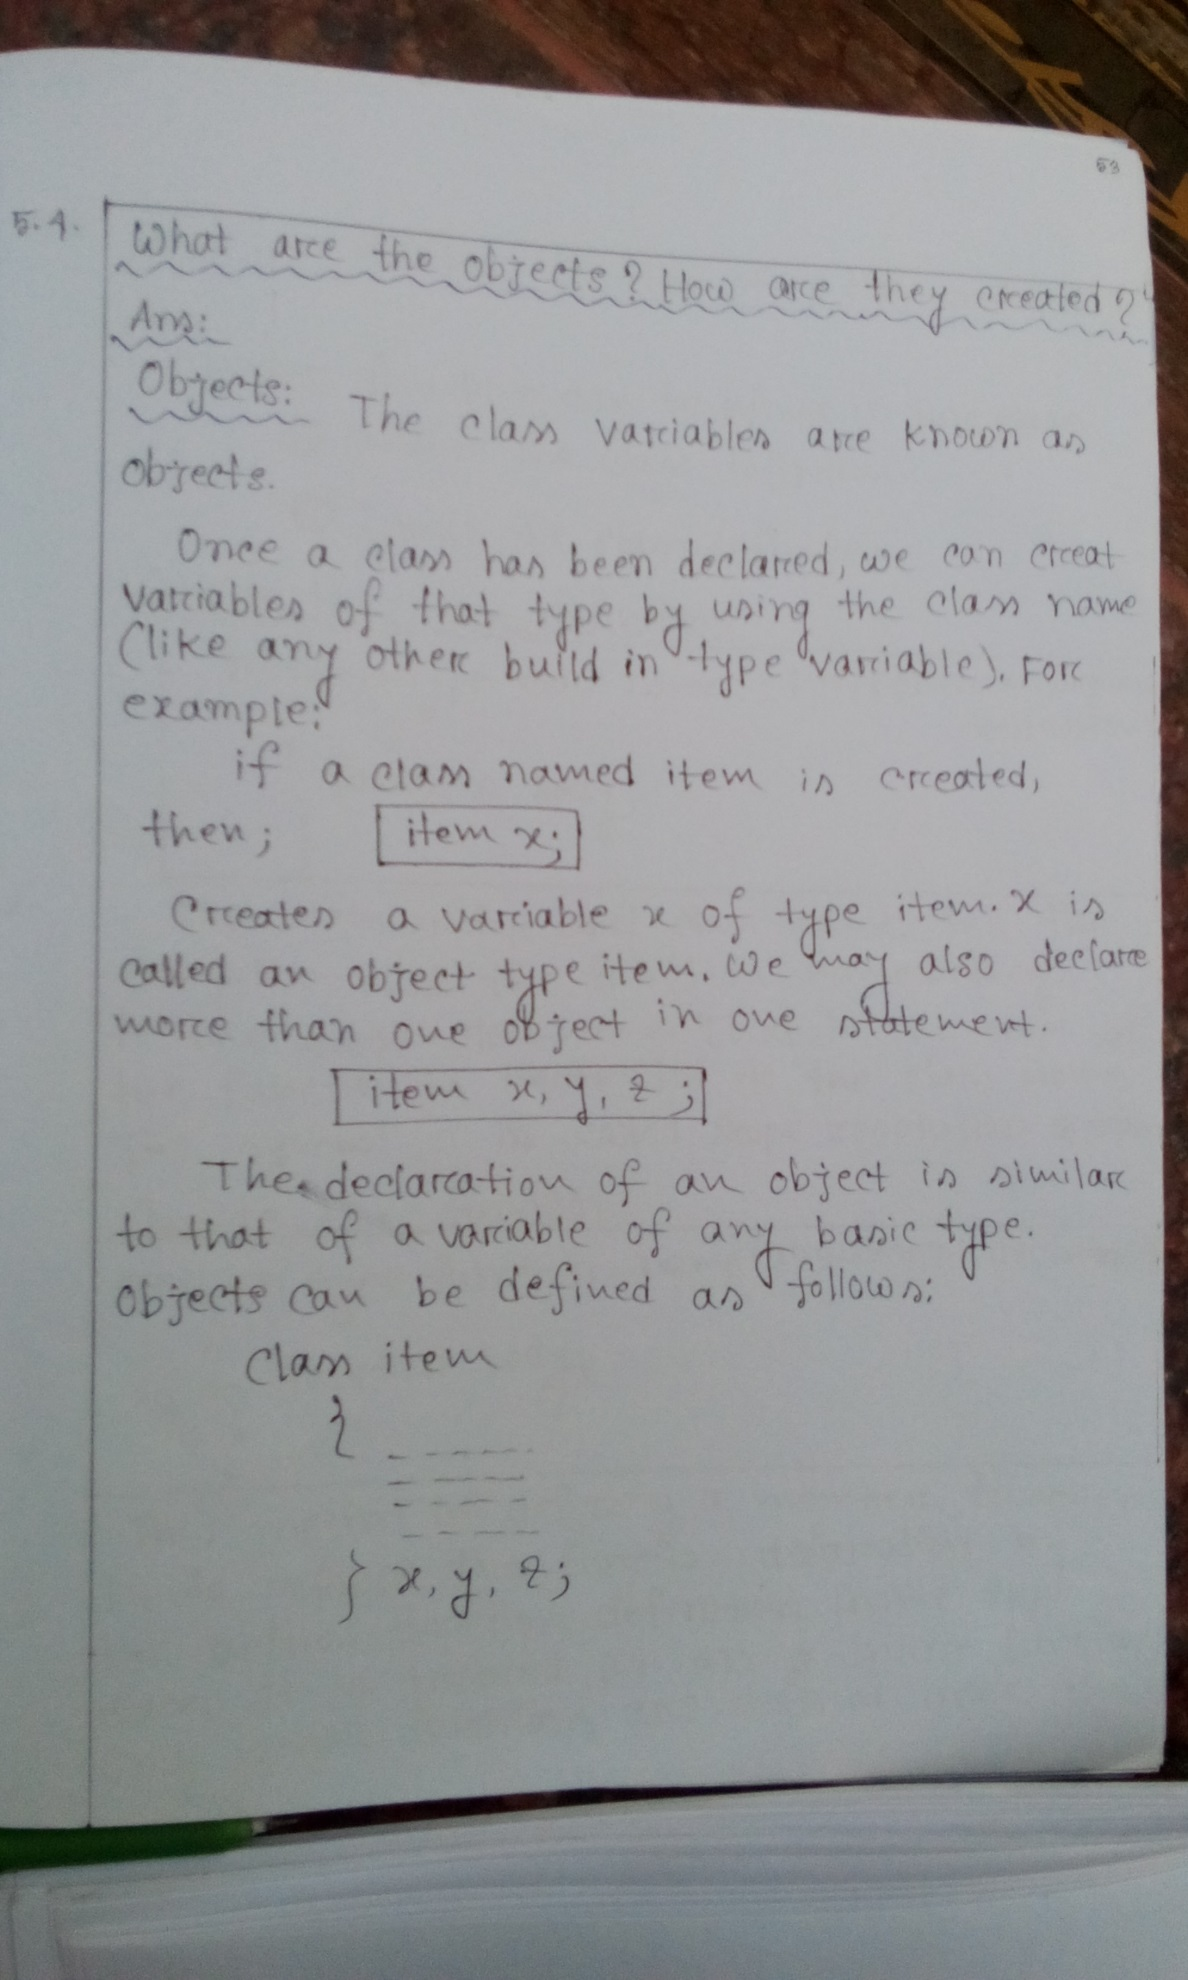 53
5.4.
What are the objects? How are they created?
Ans:
Objects: The class variables are known as
objects.
Once a class has been declared, we can creat
variables of that type by using the class name
(like any other build in type variable). For
example:
if a class named item is created,
then; item x;
Creates a variable x of type item. X is
called an object type item. We may also declare
more than one object in one statement.
item x, y, z ;
The declaration of an object is similar
to that of a variable of any basic type.
Objects can be defined as follows:
Class item
{
- - - - - -
- - - - -
- - - - -
- - - - -
} x, y, z;